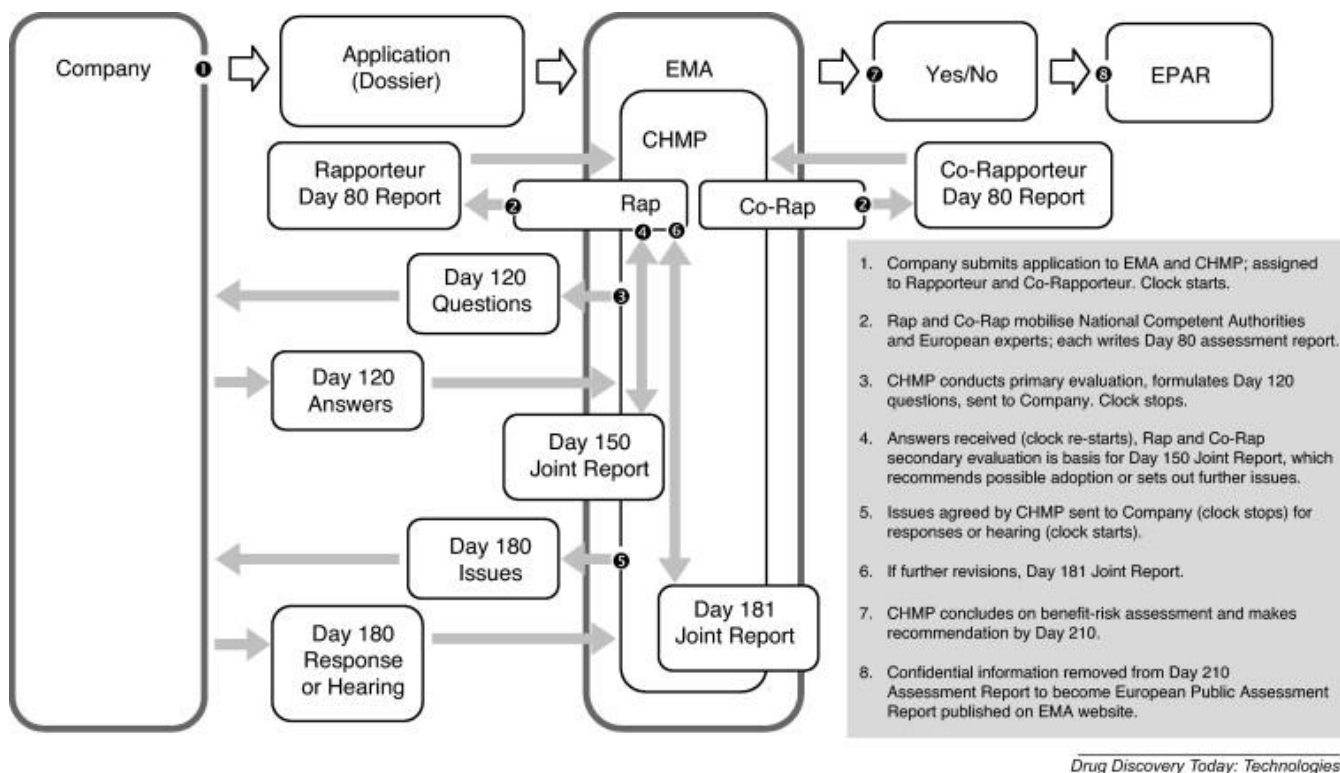 Company
❶
Application
(Dossier)
EMA
❼
Yes/No
❽
EPAR
CHMP
Rapporteur
Day 80 Report
❷
Rap
❹
❻
Co-Rap
❷
Co-Rapporteur
Day 80 Report
Day 120
Questions
❸
Day 120
Answers
Day 150
Joint Report
Day 180
Issues
❺
Day 181
Joint Report
Day 180
Response
or Hearing
1. Company submits application to EMA and CHMP; assigned
to Rapporteur and Co-Rapporteur. Clock starts.
2. Rap and Co-Rap mobilise National Competent Authorities
and European experts; each writes Day 80 assessment report.
3. CHMP conducts primary evaluation, formulates Day 120
questions, sent to Company. Clock stops.
4. Answers received (clock re-starts), Rap and Co-Rap
secondary evaluation is basis for Day 150 Joint Report, which
recommends possible adoption or sets out further issues.
5. Issues agreed by CHMP sent to Company (clock stops) for
responses or hearing (clock starts).
6. If further revisions, Day 181 Joint Report.
7. CHMP concludes on benefit-risk assessment and makes
recommendation by Day 210.
8. Confidential information removed from Day 210
Assessment Report to become European Public Assessment
Report published on EMA website.
Drug Discovery Today: Technologies